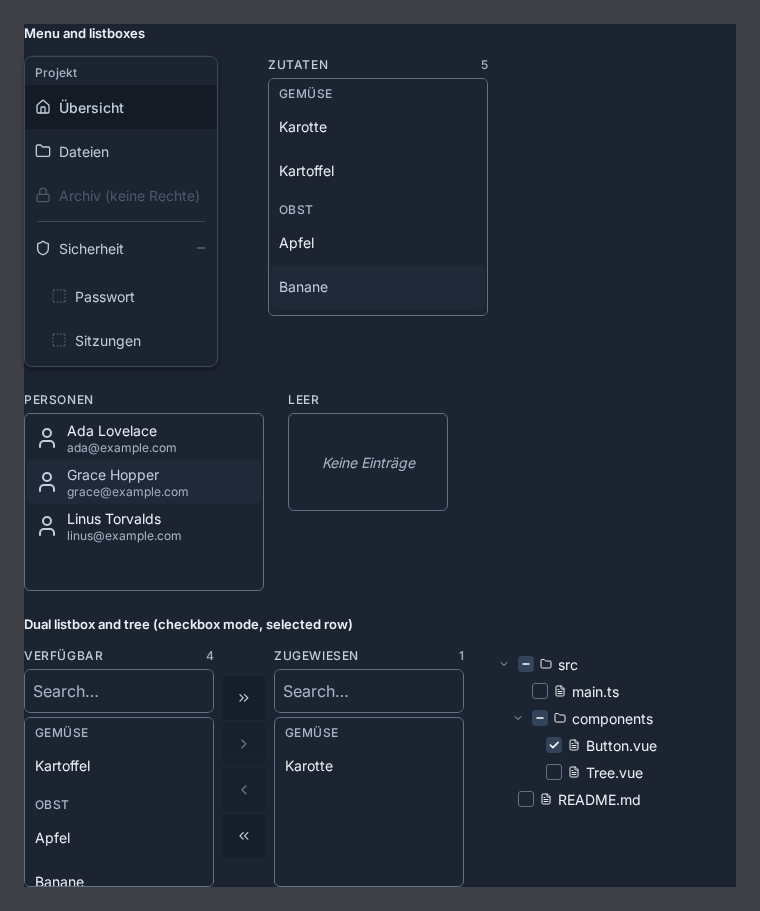 Menu and listboxes
Projekt
Übersicht
Dateien
Archiv (keine Rechte)
Sicherheit
Passwort
Sitzungen
ZUTATEN 5
GEMÜSE
Karotte
Kartoffel
OBST
Apfel
Banane
PERSONEN
Ada Lovelace
ada@example.com
Grace Hopper
grace@example.com
Linus Torvalds
linus@example.com
LEER
Keine Einträge
Dual listbox and tree (checkbox mode, selected row)
VERFÜGBAR 4
Search...
GEMÜSE
Kartoffel
OBST
Apfel
Banane
ZUGEWIESEN 1
Search...
GEMÜSE
Karotte
src
main.ts
components
Button.vue
Tree.vue
README.md